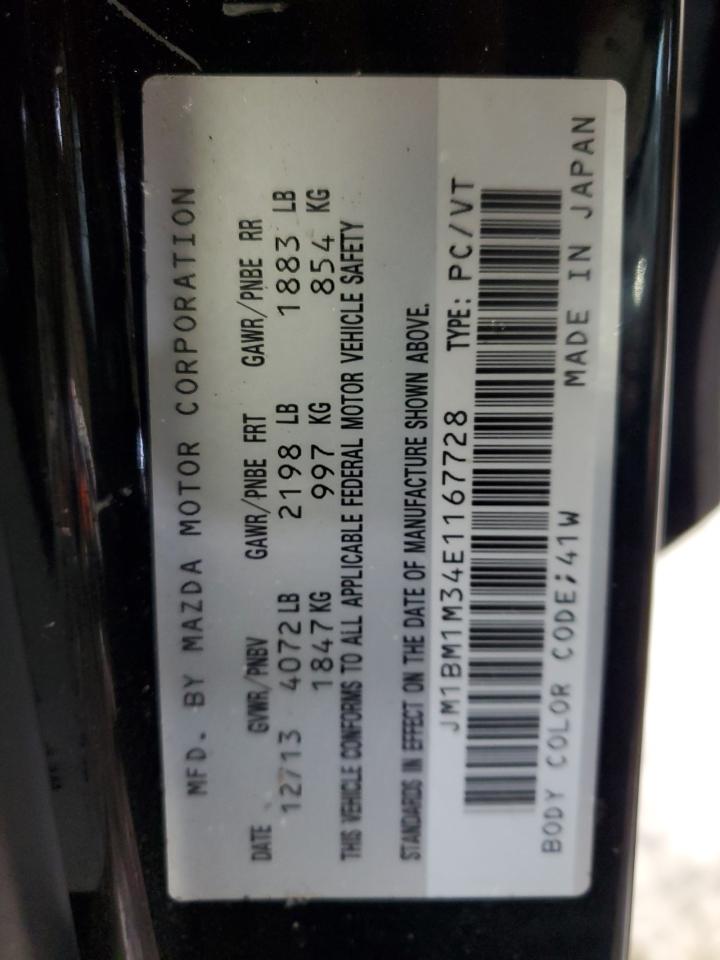 MFD. BY MAZDA MOTOR CORPORATION
DATE GVWR/PNBV GAWR/PNBE FRT GAWR/PNBE RR
12/13 4072 LB 2198 LB 1883 LB
1847 KG 997 KG 854 KG
THIS VEHICLE CONFORMS TO ALL APPLICABLE FEDERAL MOTOR VEHICLE SAFETY
STANDARDS IN EFFECT ON THE DATE OF MANUFACTURE SHOWN ABOVE.
JM1BM1M34E1167728 TYPE: PC/VT
BODY COLOR CODE: 41W MADE IN JAPAN